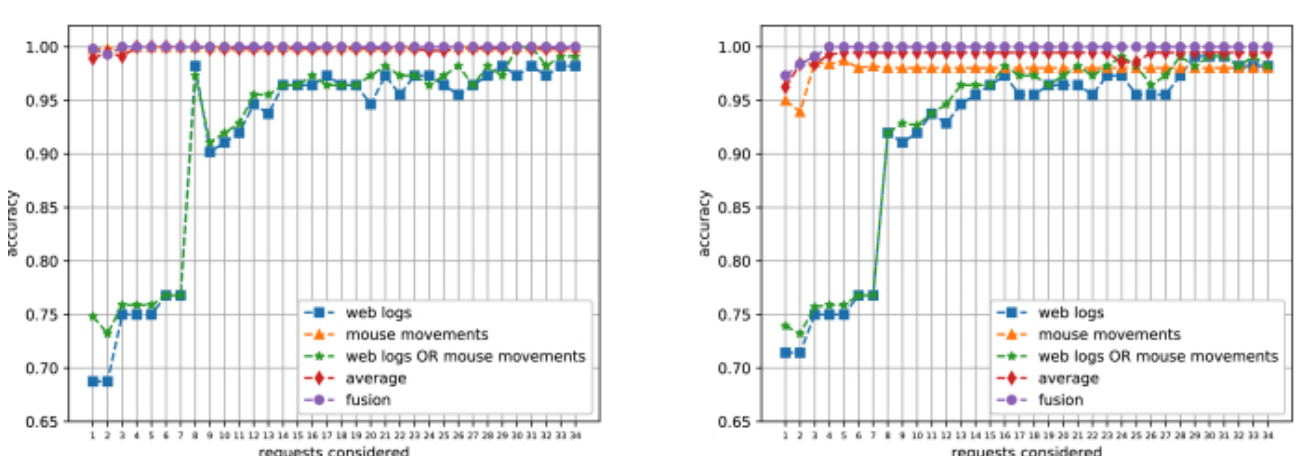 1.00
0.95
0.90
0.85
0.80
0.75
0.70
0.65
accuracy
1 2 3 4 5 6 7 8 9 10 11 12 13 14 15 16 17 18 19 20 21 22 23 24 25 26 27 28 29 30 31 32 33 34
requests considered
web logs
mouse movements
web logs OR mouse movements
average
fusion
1.00
0.95
0.90
0.85
0.80
0.75
0.70
0.65
accuracy
1 2 3 4 5 6 7 8 9 10 11 12 13 14 15 16 17 18 19 20 21 22 23 24 25 26 27 28 29 30 31 32 33 34
requests considered
web logs
mouse movements
web logs OR mouse movements
average
fusion